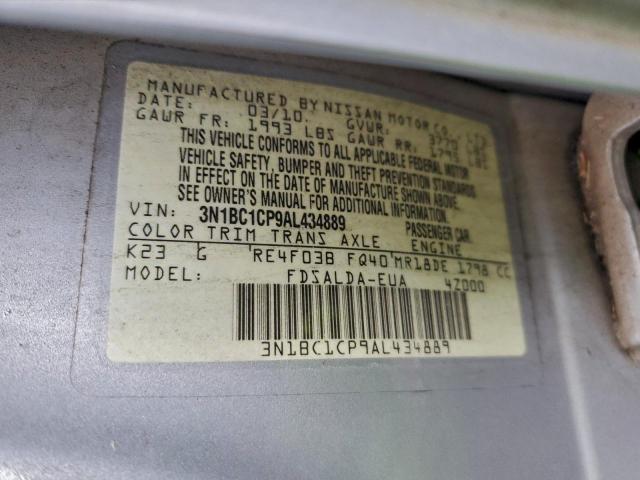 MANUFACTURED BY NISSAN MOTOR CO., LTD.
DATE: 03/10. GVWR: 3770
GAWR FR: 1993 LBS GAWR RR: 1795 LBS
THIS VEHICLE CONFORMS TO ALL APPLICABLE FEDERAL MOTOR
VEHICLE SAFETY, BUMPER AND THEFT PREVENTION STANDARDS
IN EFFECT ON THE DATE OF MANUFACTURE SHOWN ABOVE.
SEE OWNER'S MANUAL FOR ADDITIONAL INFORMATION.
VIN: 3N1BC1CP9AL434889 PASSENGER CAR
COLOR TRIM TRANS AXLE ENGINE
K23 G RE4F03B FQ40 MR18DE 1798 CC
MODEL: FDSALDA-EUA 4Z000
3N1BC1CP9AL434889